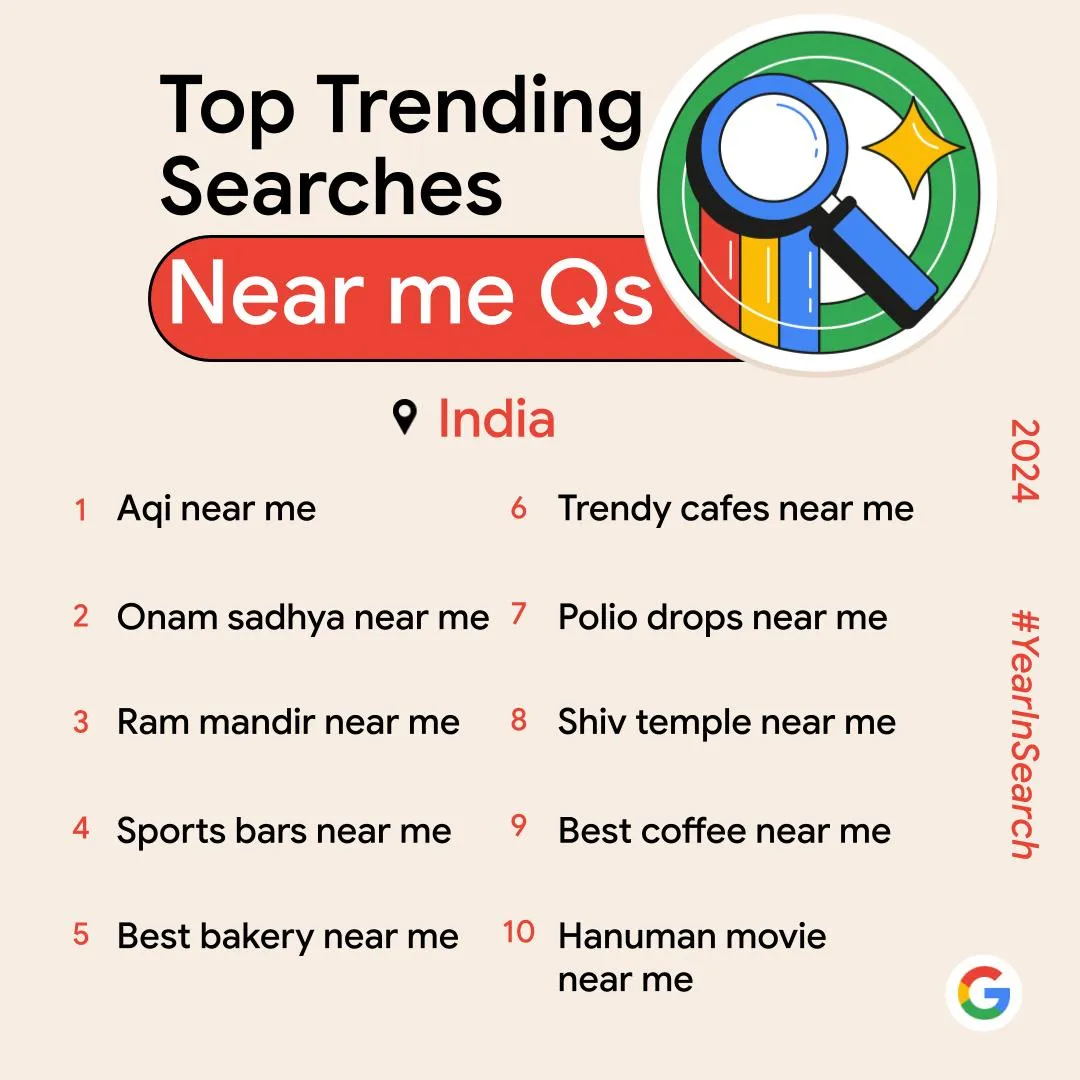 Top Trending
Searches
Near me Qs
India
1 Aqi near me
2 Onam sadhya near me
3 Ram mandir near me
4 Sports bars near me
5 Best bakery near me
6 Trendy cafes near me
7 Polio drops near me
8 Shiv temple near me
9 Best coffee near me
10 Hanuman movie
near me
2024
#YearInSearch
G